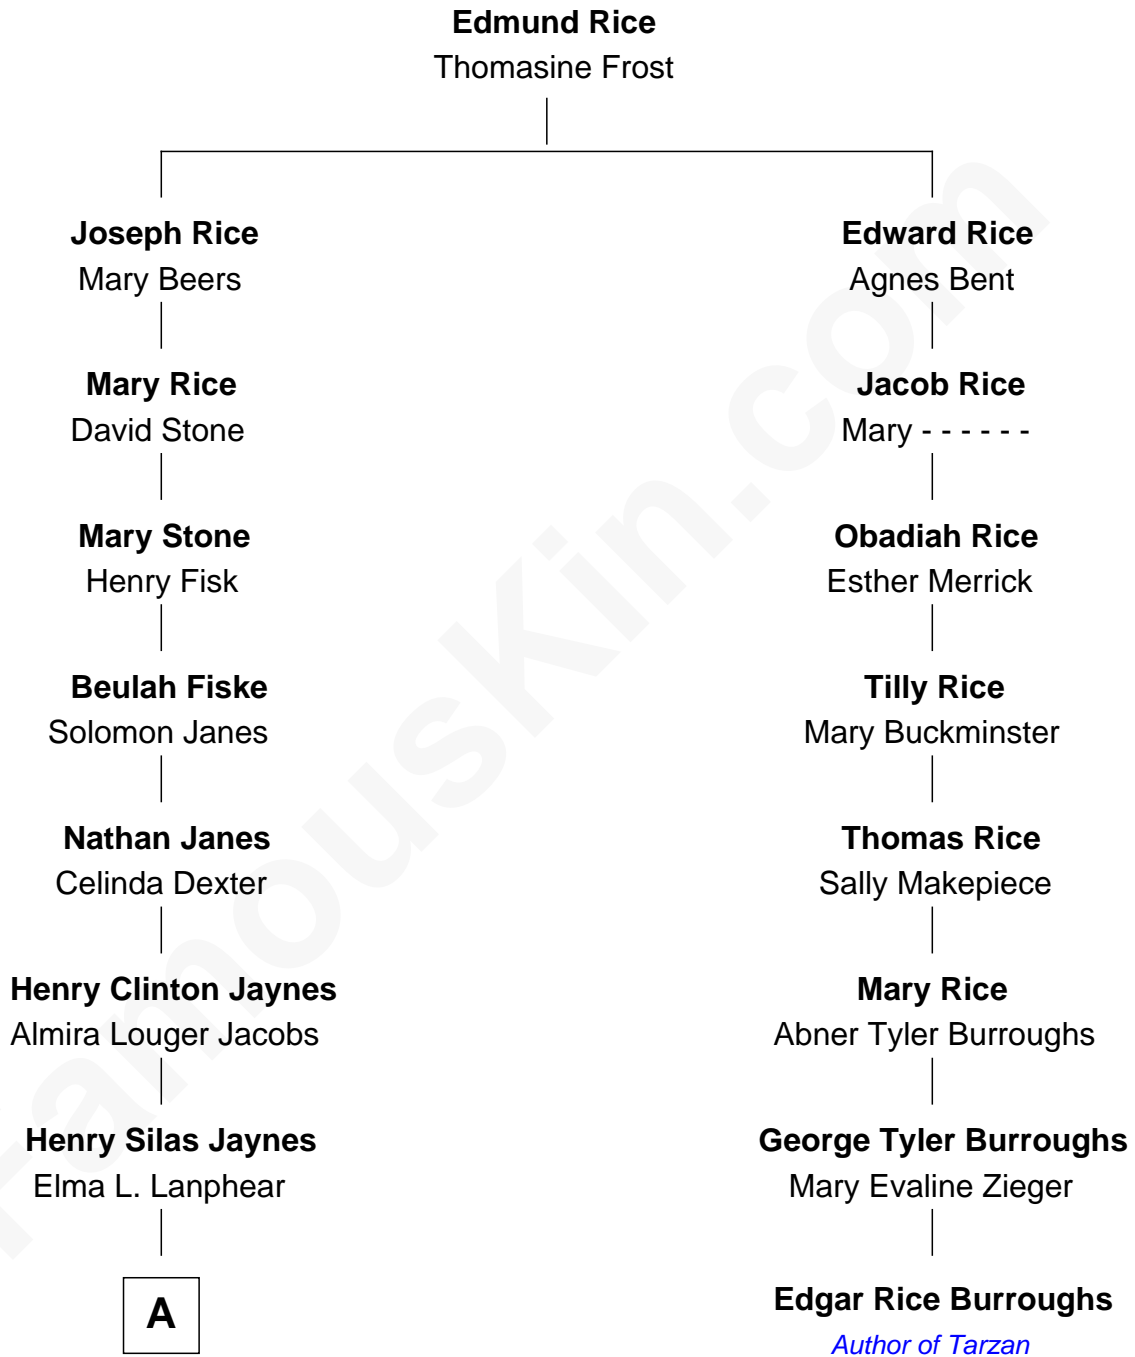 Edmund Rice
Thomasine Frost
Joseph Rice
Mary Beers
Mary Rice
David Stone
Mary Stone
Henry Fisk
Beulah Fiske
Solomon Janes
Nathan Janes
Celinda Dexter
Henry Clinton Jaynes
Almira Louger Jacobs
Henry Silas Jaynes
Elma L. Lanphear
A
Edward Rice
Agnes Bent
Jacob Rice
Mary - - - - - -
Obadiah Rice
Esther Merrick
Tilly Rice
Mary Buckminster
Thomas Rice
Sally Makepiece
Mary Rice
Abner Tyler Burroughs
George Tyler Burroughs
Mary Evaline Zieger
Edgar Rice Burroughs
Author of Tarzan
FamousKin.com